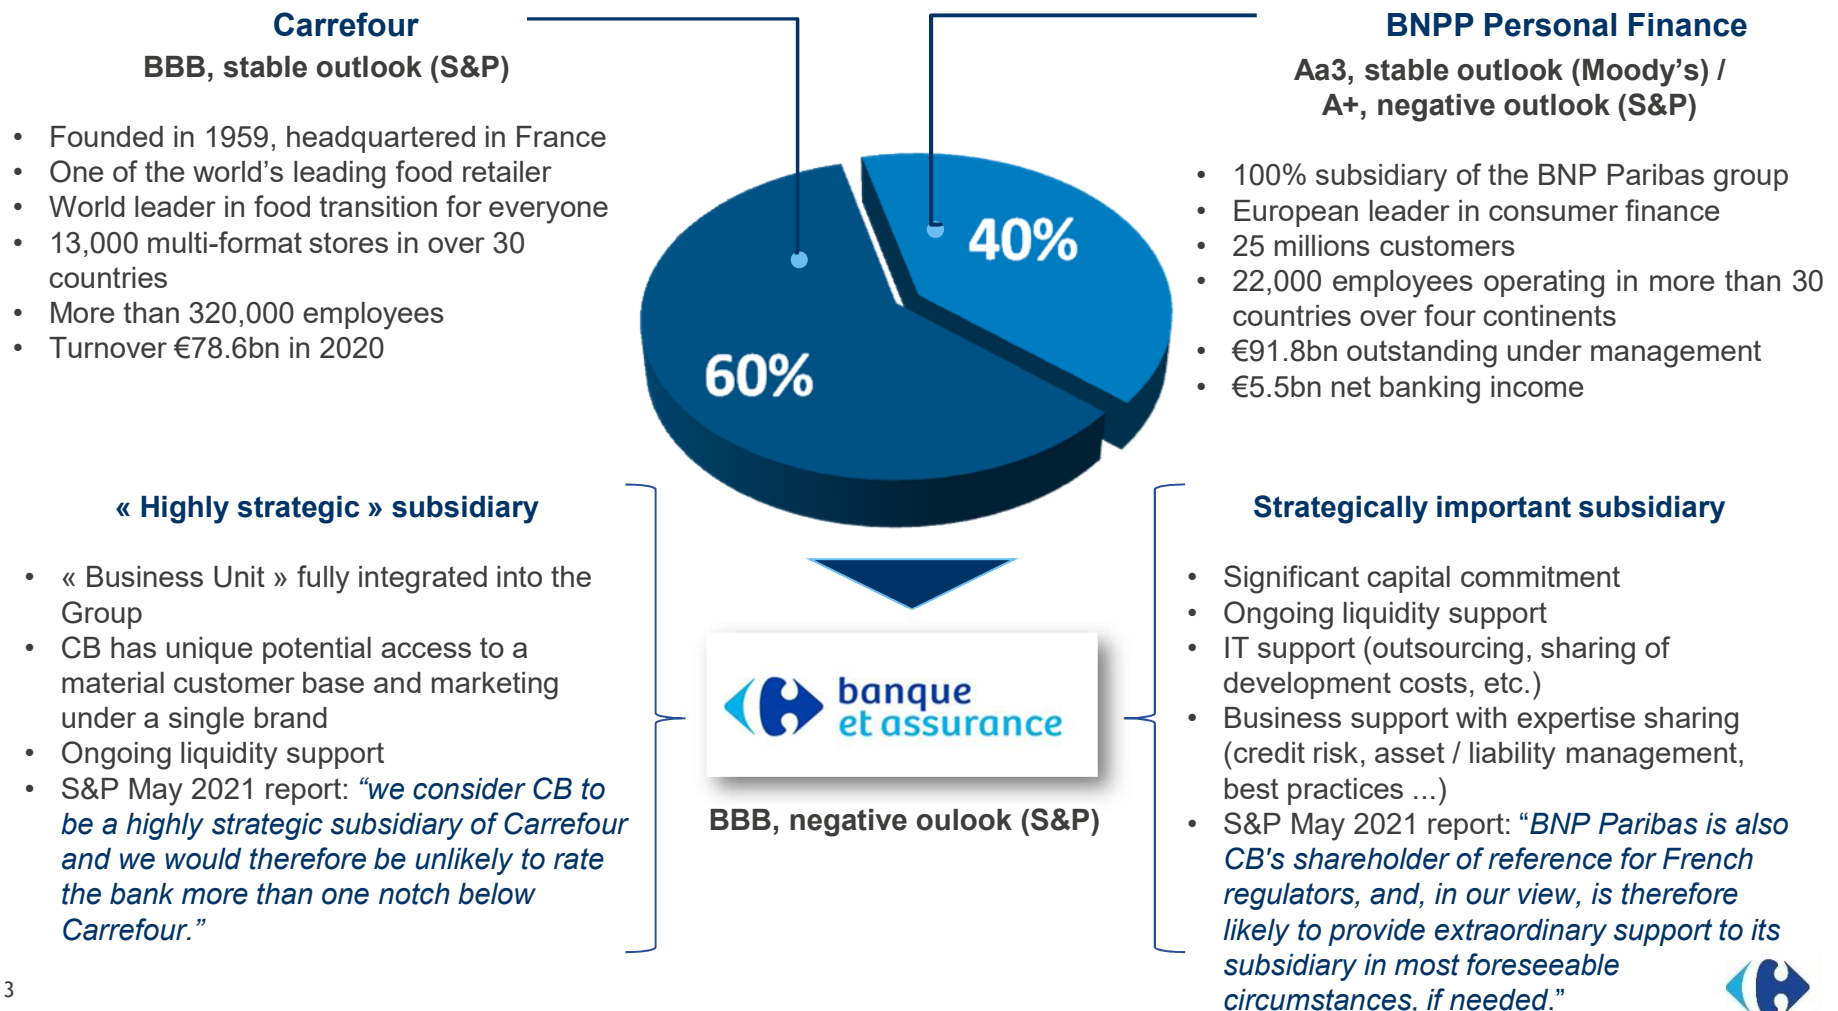 Carrefour
BBB, stable outlook (S&P)
• Founded in 1959, headquartered in France
• One of the world’s leading food retailer
• World leader in food transition for everyone
• 13,000 multi-format stores in over 30
countries
• More than 320,000 employees
• Turnover €78.6bn in 2020
60%
40%
BNPP Personal Finance
Aa3, stable outlook (Moody’s) /
A+, negative outlook (S&P)
• 100% subsidiary of the BNP Paribas group
• European leader in consumer finance
• 25 millions customers
• 22,000 employees operating in more than 30
countries over four continents
• €91.8bn outstanding under management
• €5.5bn net banking income
« Highly strategic » subsidiary
• « Business Unit » fully integrated into the
Group
• CB has unique potential access to a
material customer base and marketing
under a single brand
• Ongoing liquidity support
• S&P May 2021 report: “we consider CB to
be a highly strategic subsidiary of Carrefour
and we would therefore be unlikely to rate
the bank more than one notch below
Carrefour.”
banque
et assurance
BBB, negative oulook (S&P)
Strategically important subsidiary
• Significant capital commitment
• Ongoing liquidity support
• IT support (outsourcing, sharing of
development costs, etc.)
• Business support with expertise sharing
(credit risk, asset / liability management,
best practices ...)
• S&P May 2021 report: “BNP Paribas is also
CB's shareholder of reference for French
regulators, and, in our view, is therefore
likely to provide extraordinary support to its
subsidiary in most foreseeable
circumstances, if needed.”
3